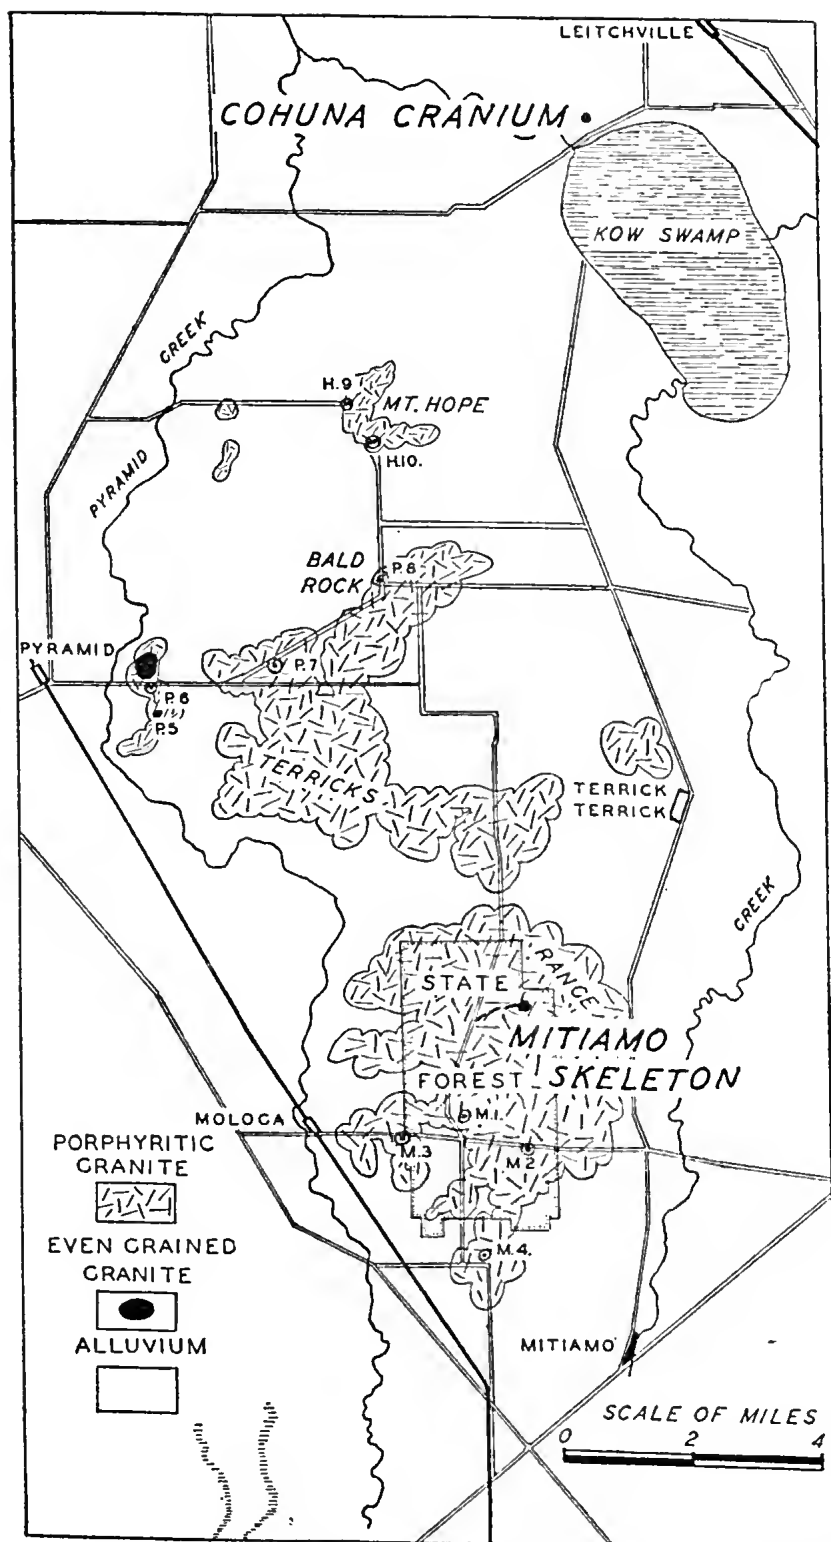 LEITCHVILLE
COHUNA CRANIUM
KOW SWAMP
CREEK
H.9
MT. HOPE
H.10.
PYRAMID
BALD
ROCK
P.8
PYRAMID
P.7
P.6
P.5
TERRICKS
TERRICK
TERRICK
CREEK
STATE
RANGE
MITIAMO
FOREST
SKELETON
M.1.
MOLOGA
M.3
M.2
PORPHYRITIC
GRANITE
EVEN GRAINED
GRANITE
M.4.
ALLUVIUM
MITIAMO
SCALE OF MILES
0 2 4